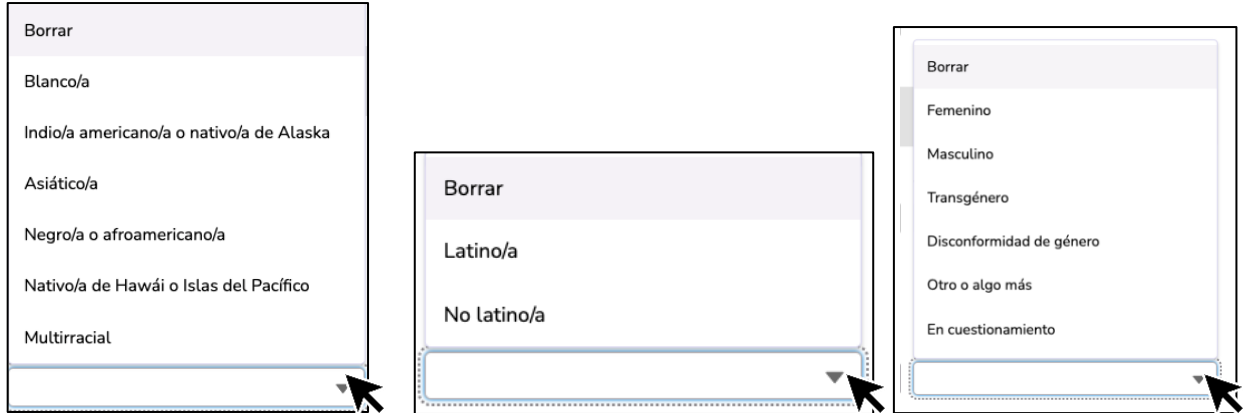 Borrar
Blanco/a
Indio/a americano/a o nativo/a de Alaska
Asiático/a
Negro/a o afroamericano/a
Nativo/a de Hawái o Islas del Pacífico
Multirracial
Borrar
Latino/a
No latino/a
Borrar
Femenino
Masculino
Transgénero
Disconformidad de género
Otro o algo más
En cuestionamiento